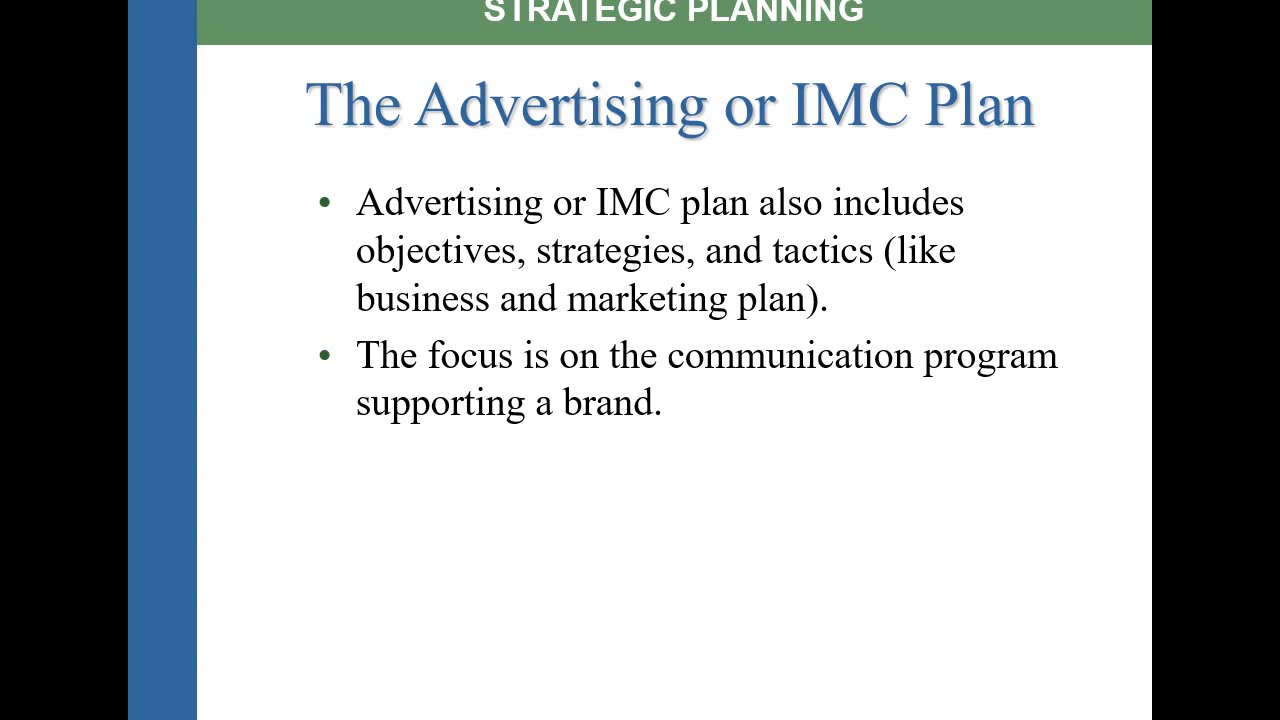 STRATEGIC PLANNING
The Advertising or IMC Plan
• Advertising or IMC plan also includes
objectives, strategies, and tactics (like
business and marketing plan).
• The focus is on the communication program
supporting a brand.